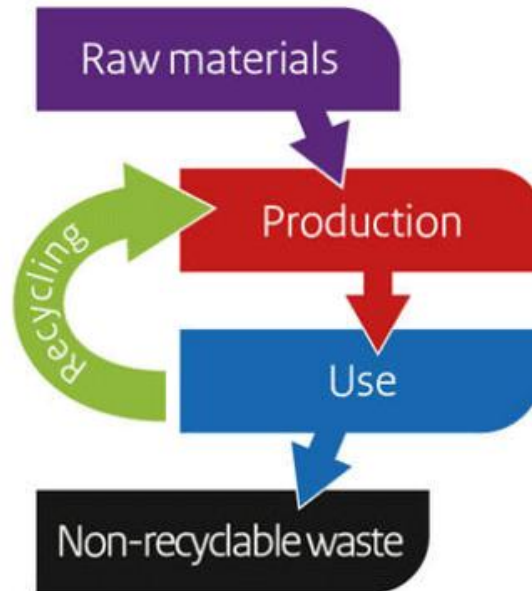 Raw materials
Production
Recycling
Use
Non-recyclable waste